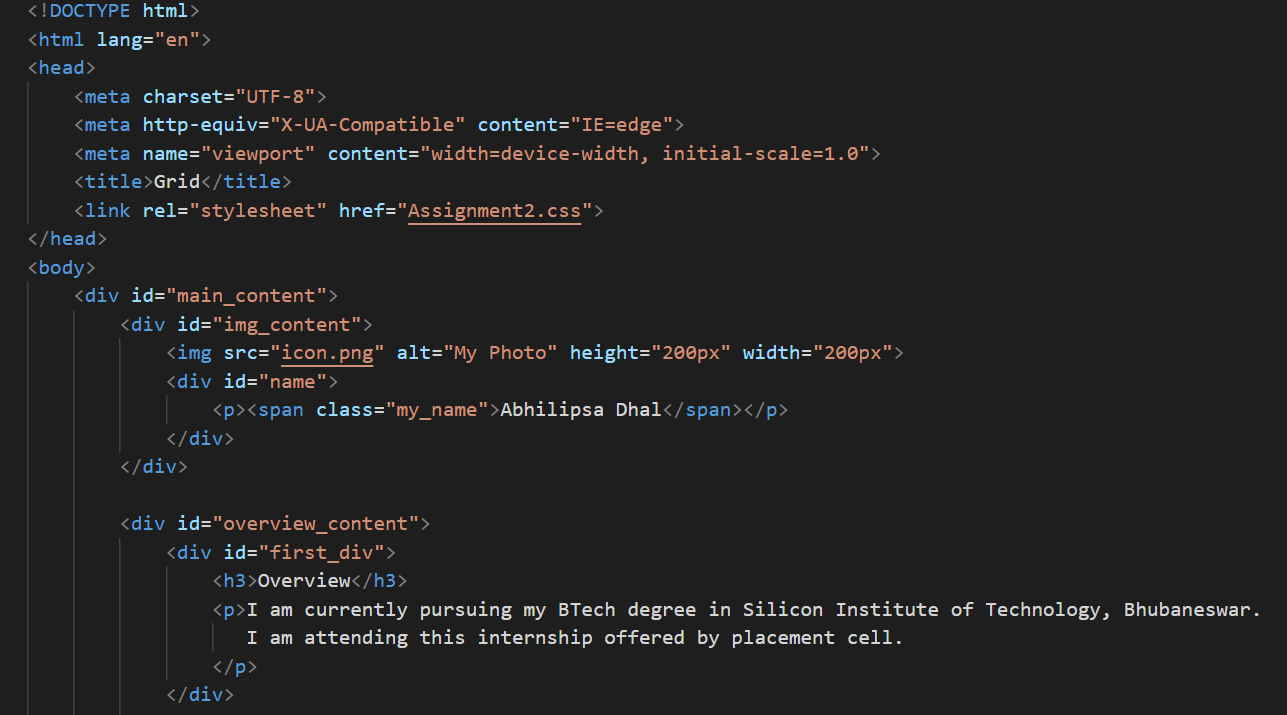 <!DOCTYPE html>
<html lang="en">
<head>
    <meta charset="UTF-8">
    <meta http-equiv="X-UA-Compatible" content="IE=edge">
    <meta name="viewport" content="width=device-width, initial-scale=1.0">
    <title>Grid</title>
    <link rel="stylesheet" href="Assignment2.css">
</head>
<body>
    <div id="main_content">
        <div id="img_content">
            <img src="icon.png" alt="My Photo" height="200px" width="200px">
            <div id="name">
                <p><span class="my_name">Abhilipsa Dhal</span></p>
            </div>
        </div>

        <div id="overview_content">
            <div id="first_div">
                <h3>Overview</h3>
                <p>I am currently pursuing my BTech degree in Silicon Institute of Technology, Bhubaneswar.
                   I am attending this internship offered by placement cell.
                </p>
            </div>